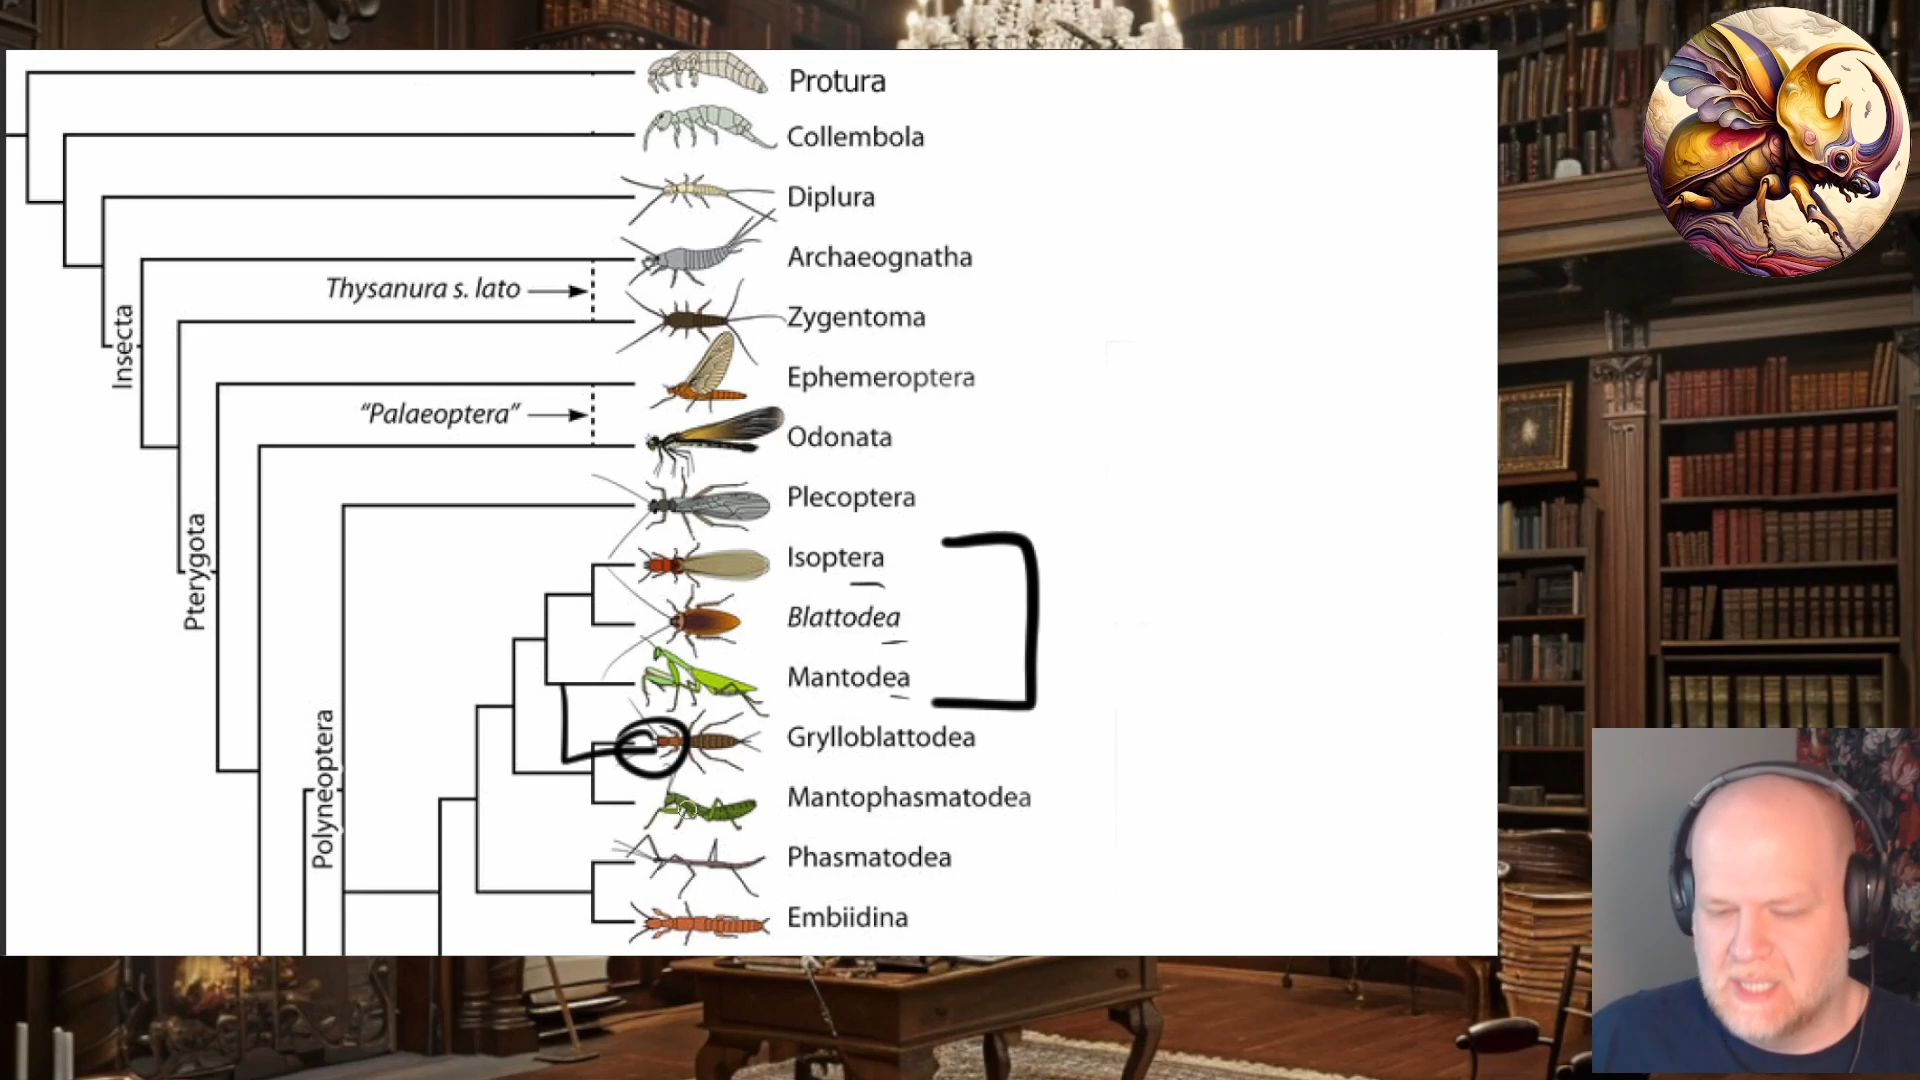 Protura
Collembola
Diplura
Archaeognatha
Thysanura s. lato
Zygentoma
Insecta
Ephemeroptera
“Palaeoptera”
Odonata
Plecoptera
Pterygota
Isoptera
Blattodea
Mantodea
Grylloblattodea
Polyneoptera
Mantophasmatodea
Phasmatodea
Embiidina